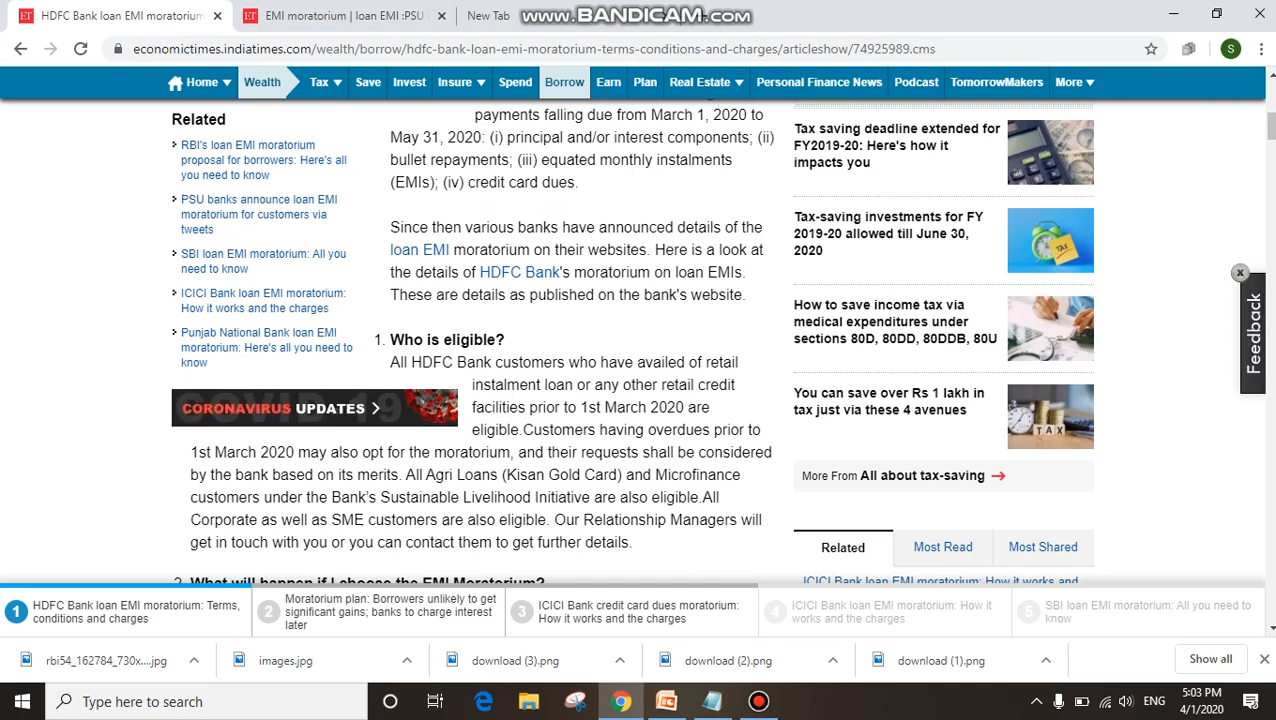 HDFC Bank loan EMI moratorium
EMI moratorium | loan EMI :PSU
New Tab
www.BANDICAM.com
economictimes.indiatimes.com/wealth/borrow/hdfc-bank-loan-emi-moratorium-terms-conditions-and-charges/articleshow/74925989.cms
S
Home Wealth Tax Save Invest Insure Spend Borrow Earn Plan Real Estate Personal Finance News Podcast TomorrowMakers More
Related
RBI's loan EMI moratorium
proposal for borrowers: Here's all
you need to know
PSU banks announce loan EMI
moratorium for customers via
tweets
SBI loan EMI moratorium: All you
need to know
ICICI Bank loan EMI moratorium:
How it works and the charges
Punjab National Bank loan EMI
moratorium: Here's all you need to
know
COVID 19
CORONAVIRUS UPDATES
payments falling due from March 1, 2020 to
May 31, 2020: (i) principal and/or interest components; (ii)
bullet repayments; (iii) equated monthly instalments
(EMIs); (iv) credit card dues.
Since then various banks have announced details of the
loan EMI moratorium on their websites. Here is a look at
the details of HDFC Bank's moratorium on loan EMIs.
These are details as published on the bank's website.
1. Who is eligible?
All HDFC Bank customers who have availed of retail
instalment loan or any other retail credit
facilities prior to 1st March 2020 are
eligible.Customers having overdues prior to
1st March 2020 may also opt for the moratorium, and their requests shall be considered
by the bank based on its merits. All Agri Loans (Kisan Gold Card) and Microfinance
customers under the Bank's Sustainable Livelihood Initiative are also eligible.All
Corporate as well as SME customers are also eligible. Our Relationship Managers will
get in touch with you or you can contact them to get further details.
2. What will happen if I choose the EMI Moratorium?
Tax saving deadline extended for
FY2019-20: Here's how it
impacts you
Tax-saving investments for FY
2019-20 allowed till June 30,
2020
TAX
How to save income tax via
medical expenditures under
sections 80D, 80DD, 80DDB, 80U
You can save over Rs 1 lakh in
tax just via these 4 avenues
TAX
More From All about tax-saving
Related Most Read Most Shared
ICICI Bank loan EMI moratorium: How it works and
x
Feedback
1 HDFC Bank loan EMI moratorium: Terms,
conditions and charges
2 Moratorium plan: Borrowers unlikely to get
significant gains; banks to charge interest
later
3 ICICI Bank credit card dues moratorium:
How it works and the charges
4 ICICI Bank loan EMI moratorium: How it
works and the charges
5 SBI loan EMI moratorium: All you need to
know
rbi54_162784_730x....jpg
images.jpg
download (3).png
download (2).png
download (1).png
Show all
Type here to search
ENG
5:03 PM
4/1/2020